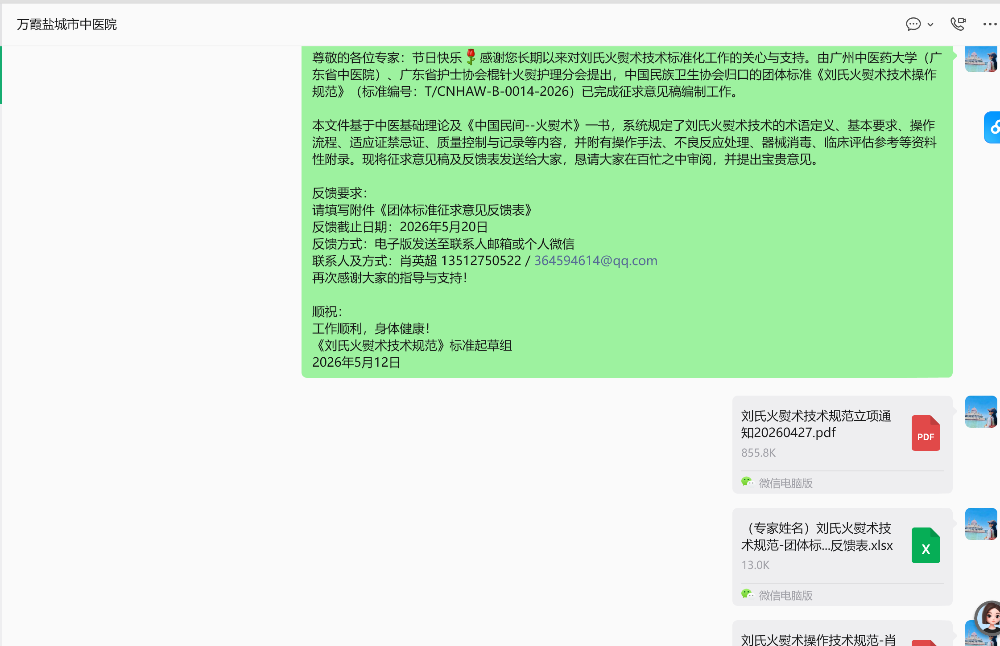 万霞盐城市中医院
尊敬的各位专家：节日快乐🌹感谢您长期以来对刘氏火熨术技术标准化工作的关心与支持。由广州中医药大学（广
东省中医院）、广东省护士协会棍针火熨护理分会提出，中国民族卫生协会归口的团体标准《刘氏火熨术技术操作
规范》（标准编号：T/CNHAW-B-0014-2026）已完成征求意见稿编制工作。
本文件基于中医基础理论及《中国民间--火熨术》一书，系统规定了刘氏火熨术技术的术语定义、基本要求、操作
流程、适应证禁忌证、质量控制与记录等内容，并附有操作手法、不良反应处理、器械消毒、临床评估参考等资料
性附录。现将征求意见稿及反馈表发送给大家，恳请大家在百忙之中审阅，并提出宝贵意见。
反馈要求：
请填写附件《团体标准征求意见反馈表》
反馈截止日期：2026年5月20日
反馈方式：电子版发送至联系人邮箱或个人微信
联系人及方式：肖英超 13512750522 / 364594614@qq.com
再次感谢大家的指导与支持！
顺祝：
工作顺利，身体健康！
《刘氏火熨术技术规范》标准起草组
2026年5月12日
刘氏火熨术技术规范立项通
知20260427.pdf
PDF
855.8K
微信电脑版
（专家姓名）刘氏火熨术技
术规范-团体标...反馈表.xlsx
X
13.0K
微信电脑版
刘氏火熨术操作技术规范-肖